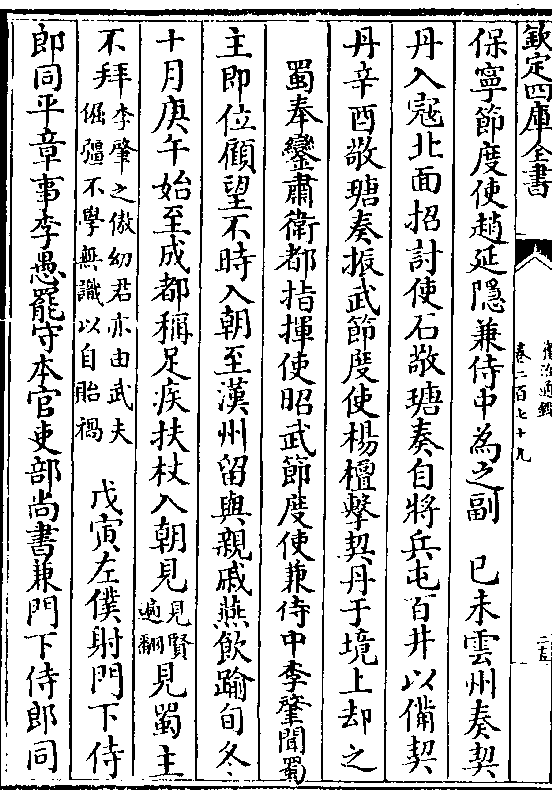 欽定四庫全書
資治通鑑
卷二百七十九
二五
保寧節度使趙延隱兼侍中為之副　己未雲州奏契
丹入寇北面招討使石敬瑭奏自將兵屯百井以備契
丹辛酉敬瑭奏振武節度使楊檀擊契丹于境上却之
蜀奉鑾肅衛都指揮使昭武節度使兼侍中李肇聞蜀
主即位顧望不時入朝至漢州留與親戚燕飲踰旬冬
十月庚午始至成都稱足疾扶杖入朝見見賢遍翻見蜀主
不拜李肇之傲幼君亦由武夫倔彊不學無識以自貽禍　戊寅左僕射門下侍
郎同平章事李愚罷守本官吏部尚書兼門下侍郎同